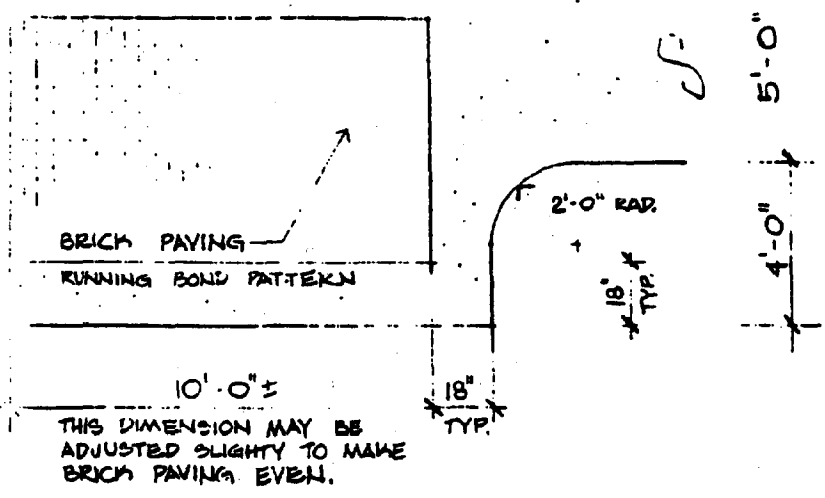 5'-0"
2'-0" RAD.
4'-0"
BRICK PAVING
RUNNING BOND PATTERN
18"
TYP.
10'-0" ±
18"
TYP.
THIS DIMENSION MAY BE
ADJUSTED SLIGHTY TO MAKE
BRICK PAVING EVEN.